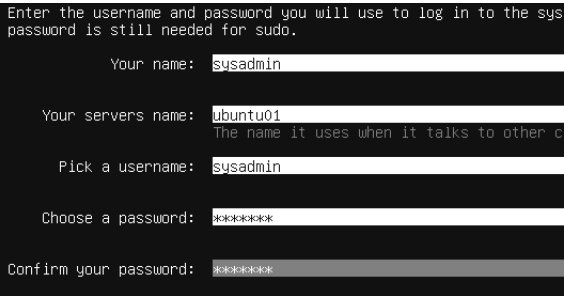 Enter the username and password you will use to log in to the sys
password is still needed for sudo.
Your name: sysadmin
Your servers name: ubuntu01
The name it uses when it talks to other c
Pick a username: sysadmin
Choose a password: *******
Confirm your password: *******